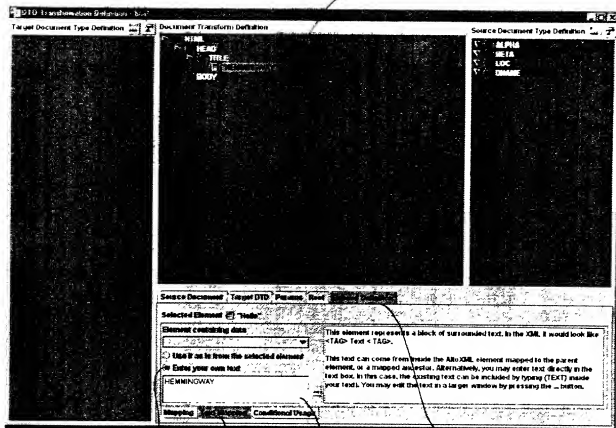 DTD Transformation Definition -
Target Document Type Definition
Document Transform Definition
Source Document Type Definition
HTML
HEAD
TITLE
BODY
ALPHA
BETA
LOC
DNAME
Source Document Target DTD Params Root
Selected Element "Hello"
Element containing data
Use it as is from the selected element
Enter your own text
HEMMINGWAY
This element represents a block of surrounded text. In the XML it would look like
<TAG> Text < TAG>.
This text can come from inside the AltoXML element mapped to the parent
element, or a mapped ancestor. Alternatively, you may enter text directly in the
text box. In this case, the existing text can be included by typing {TEXT} inside
your text. You may edit the text in a larger window by pressing the ... button.
Mapping
Conditional Usage